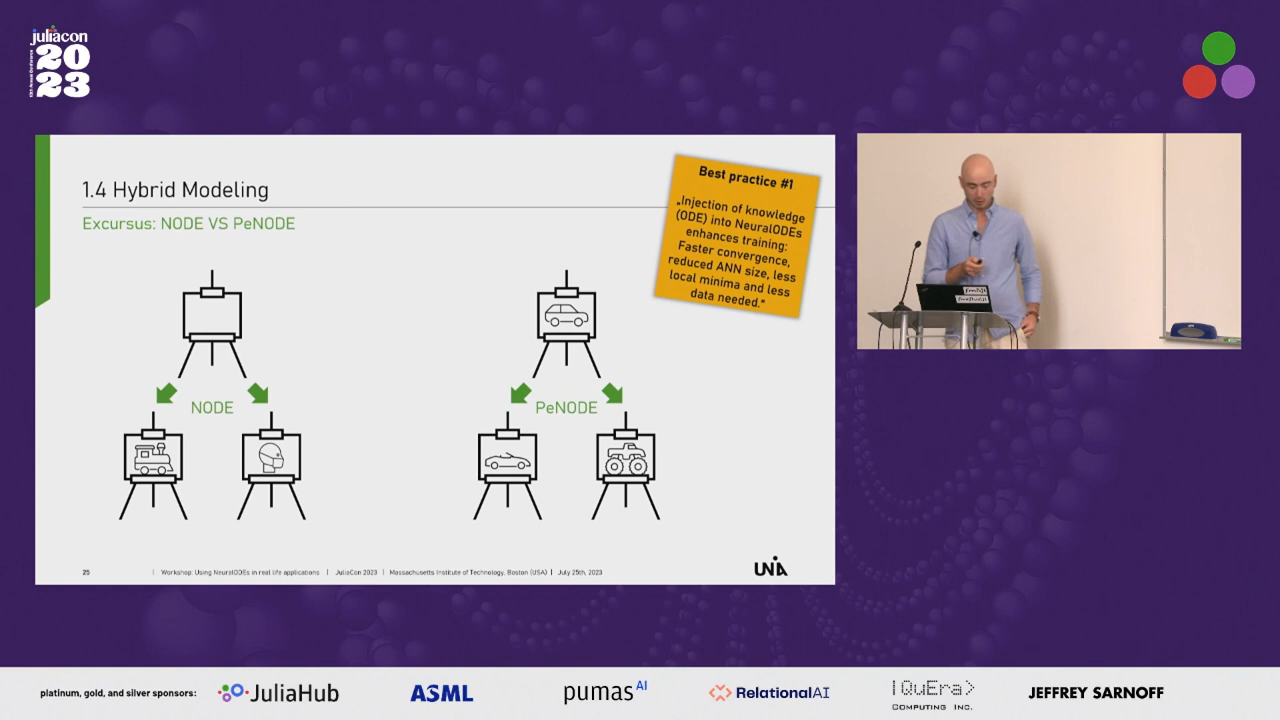 juliacon
2023
1.4 Hybrid Modeling
Excursus: NODE VS PeNODE
Best practice #1
„Injection of knowledge
(ODE) into NeuralODEs
enhances training:
Faster convergence,
reduced ANN size, less
local minima and less
data needed.“
NODE
PeNODE
25 | Workshop: Using NeuralODEs in real life applications | JuliaCon 2023 | Massachusetts Institute of Technology, Boston (USA) | July 25th, 2023
UNIA
platinum, gold, and silver sponsors:
JuliaHub
ASML
pumasAI
RelationalAI
|QuEra>
COMPUTING INC.
JEFFREY SARNOFF